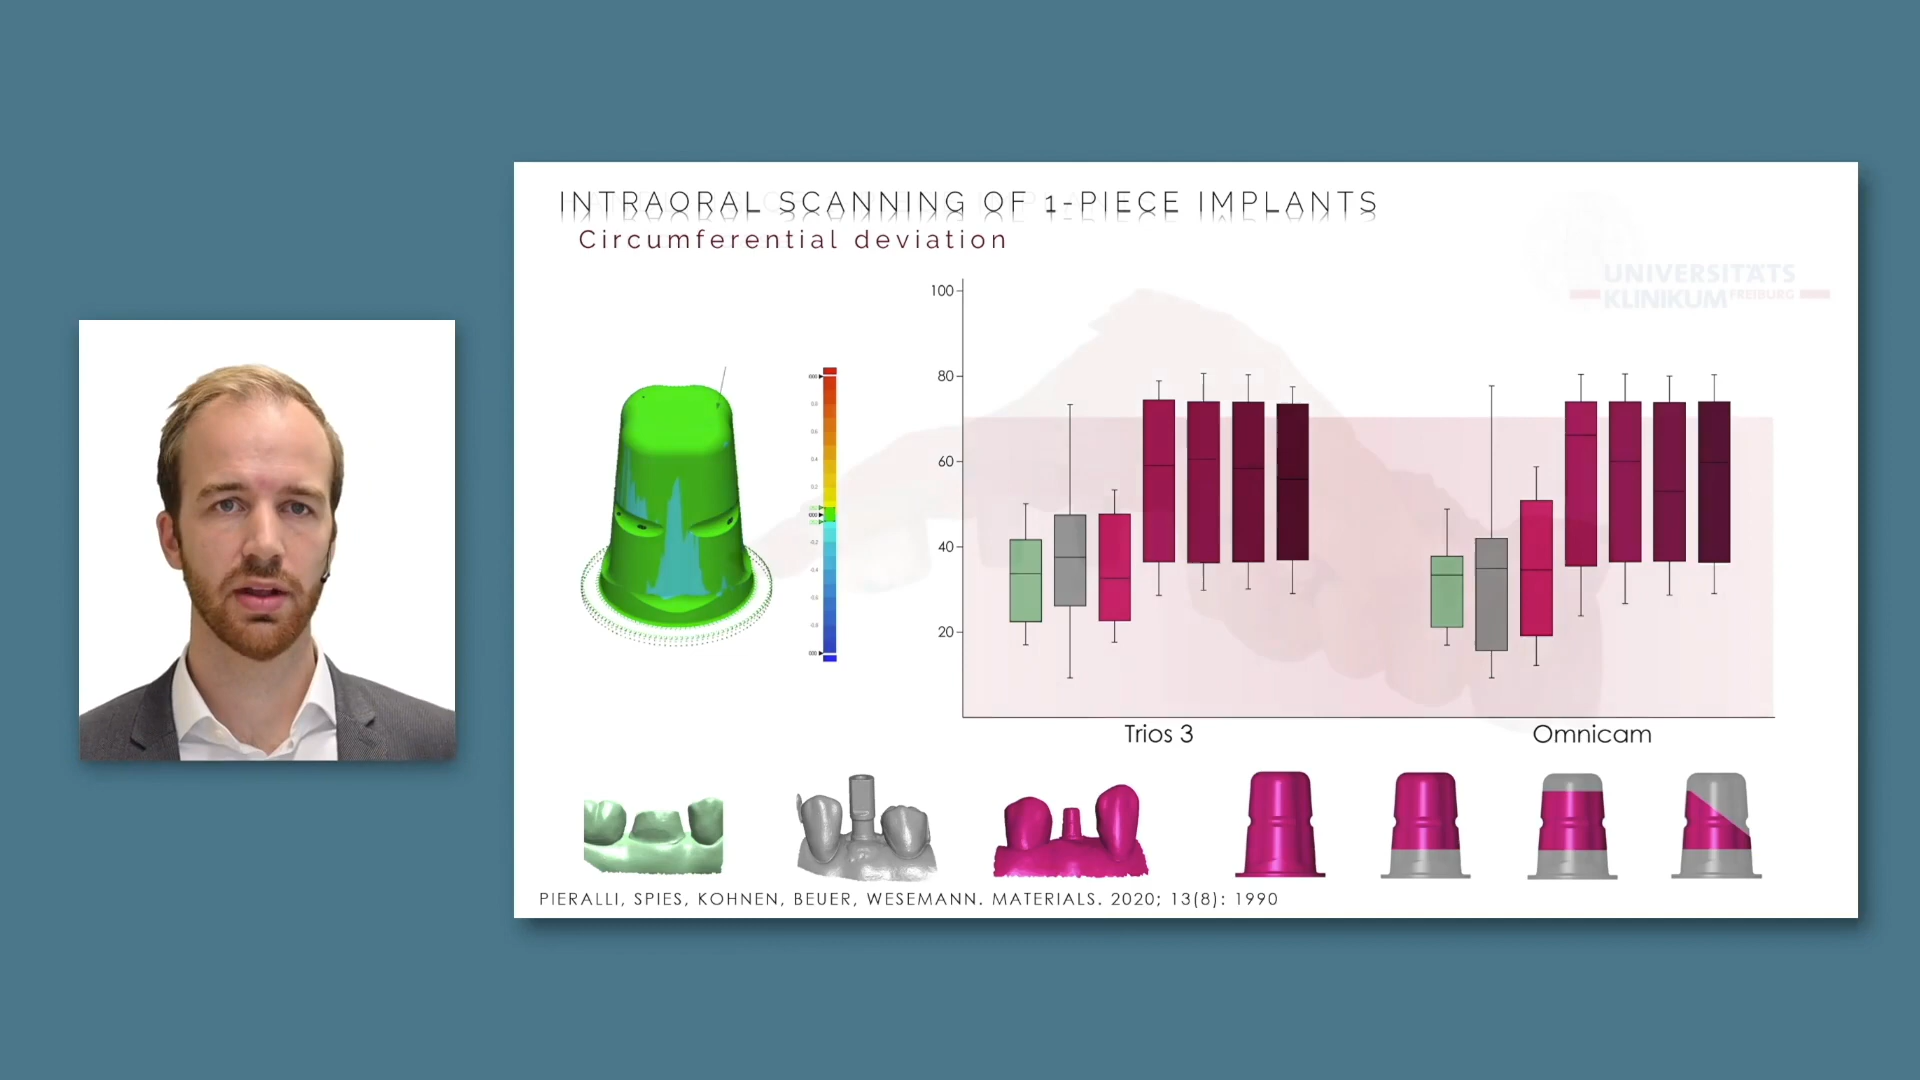 INTRAORAL SCANNING OF 1-PIECE IMPLANTS
Circumferential deviation
UNIVERSITÄTS
KLINIKUM FREIBURG
100
80
60
40
20
Trios 3
Omnicam
PIERALLI, SPIES, KOHNEN, BEUER, WESEMANN. MATERIALS. 2020; 13(8): 1990